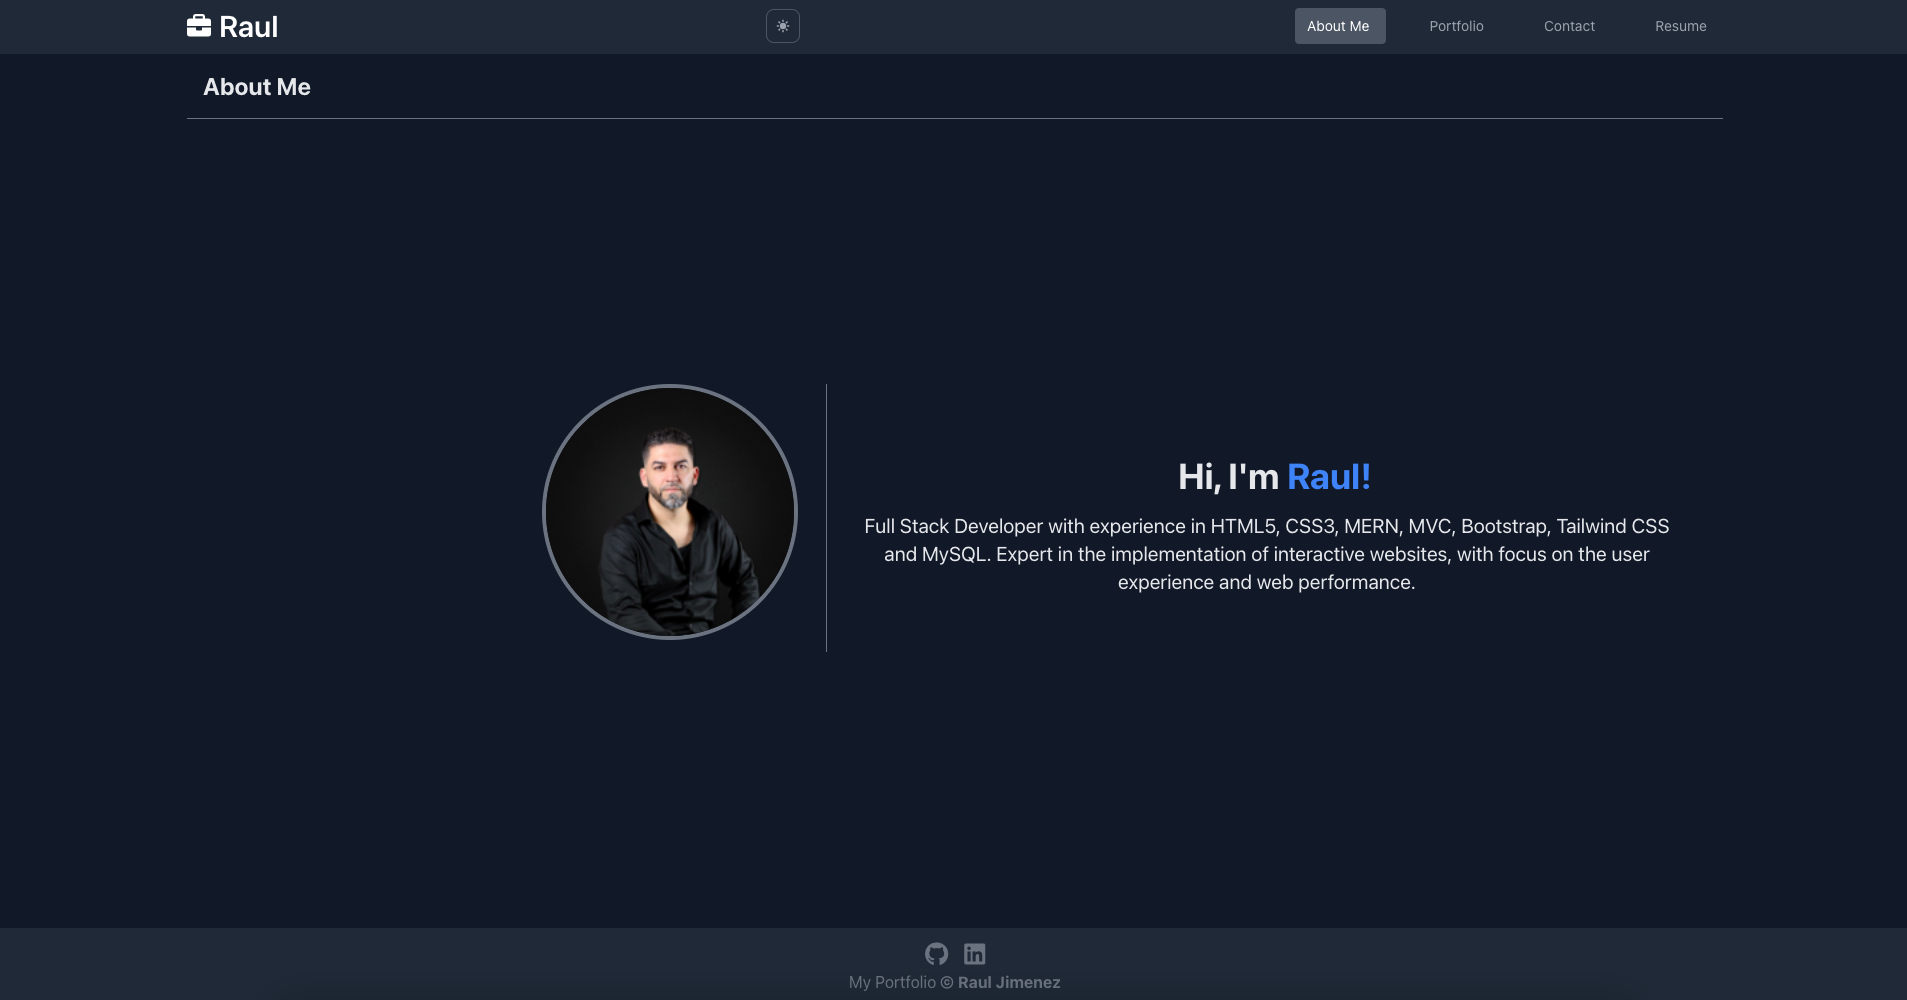 Raul
About Me
Portfolio
Contact
Resume
About Me
Hi, I'm Raul!
Full Stack Developer with experience in HTML5, CSS3, MERN, MVC, Bootstrap, Tailwind CSS
and MySQL. Expert in the implementation of interactive websites, with focus on the user
experience and web performance.
in
My Portfolio © Raul Jimenez